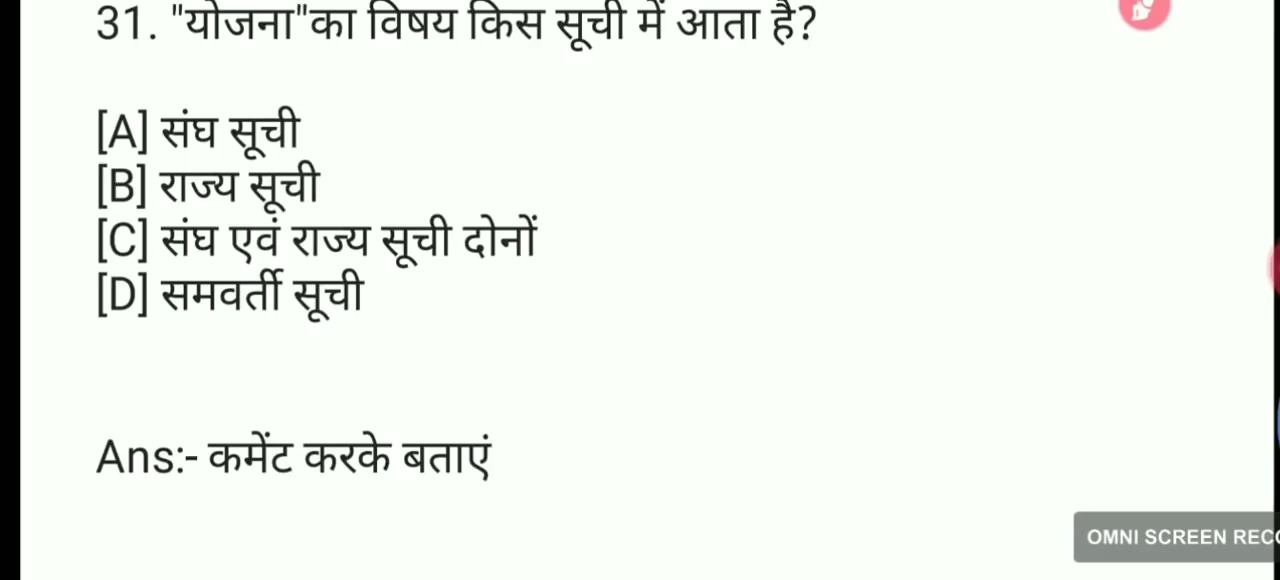 31. "योजना"का विषय किस सूची में आता है?
[A] संघ सूची
[B] राज्य सूची
[C] संघ एवं राज्य सूची दोनों
[D] समवर्ती सूची
Ans:- कमेंट करके बताएं
OMNI SCREEN REC